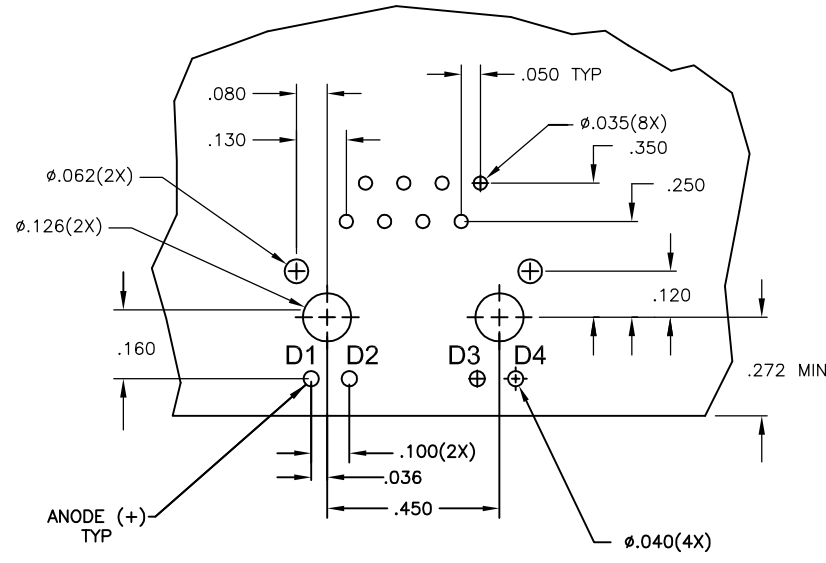 .050 TYP
.080
ø.035(8X)
.130
.350
ø.062(2X)
.250
ø.126(2X)
.120
.160
D1 D2 D3 D4
.272 MIN
.100(2X)
.036
.450
ANODE (+)
TYP
ø.040(4X)